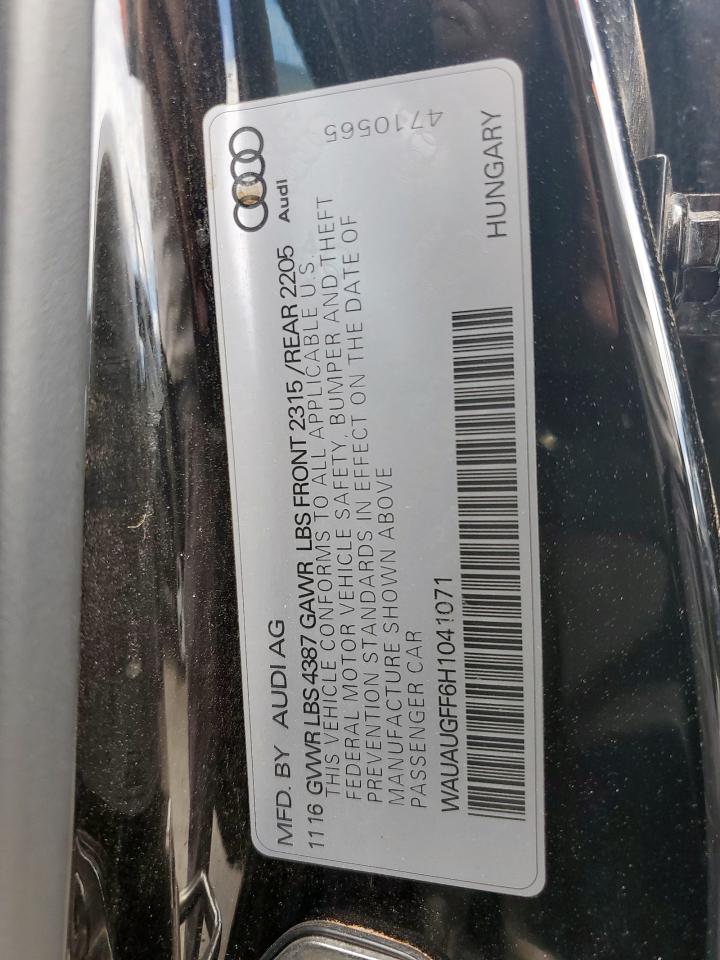 MFD. BY AUDI AG
Audi
1116 GVWR LBS 4387 GAWR LBS FRONT 2315 /REAR 2205
THIS VEHICLE CONFORMS TO ALL APPLICABLE U.S.
FEDERAL MOTOR VEHICLE SAFETY, BUMPER AND THEFT
PREVENTION STANDARDS IN EFFECT ON THE DATE OF
MANUFACTURE SHOWN ABOVE
PASSENGER CAR
WAUAUGFF6H1041071
HUNGARY
4710565